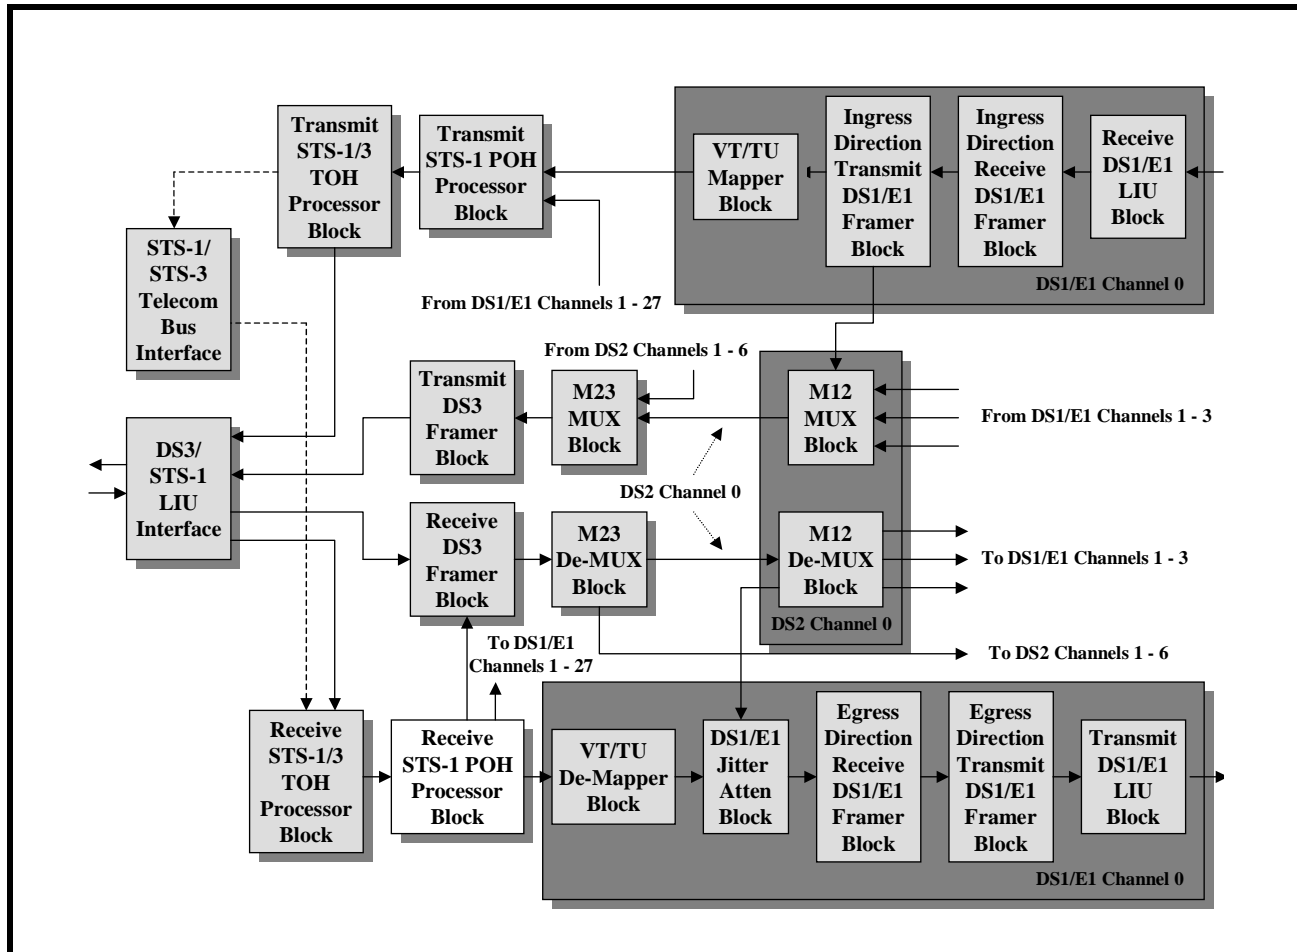 Transmit
STS-1/3
TOH
Processor
Block
Transmit
STS-1 POH
Processor
Block
VT/TU
Mapper
Block
Ingress
Direction
Transmit
DS1/E1
Framer
Block
Ingress
Direction
Receive
DS1/E1
Framer
Block
Receive
DS1/E1
LIU
Block
DS1/E1 Channel 0
STS-1/
STS-3
Telecom
Bus
Interface
From DS1/E1 Channels 1 - 27
From DS2 Channels 1 - 6
Transmit
DS3
Framer
Block
M23
MUX
Block
M12
MUX
Block
From DS1/E1 Channels 1 - 3
DS3/
STS-1
LIU
Interface
DS2 Channel 0
Receive
DS3
Framer
Block
M23
De-MUX
Block
M12
De-MUX
Block
To DS1/E1 Channels 1 - 3
DS2 Channel 0
To DS1/E1
Channels 1 - 27
To DS2 Channels 1 - 6
Receive
STS-1/3
TOH
Processor
Block
Receive
STS-1 POH
Processor
Block
VT/TU
De-Mapper
Block
DS1/E1
Jitter
Atten
Block
Egress
Direction
Receive
DS1/E1
Framer
Block
Egress
Direction
Transmit
DS1/E1
Framer
Block
Transmit
DS1/E1
LIU
Block
DS1/E1 Channel 0